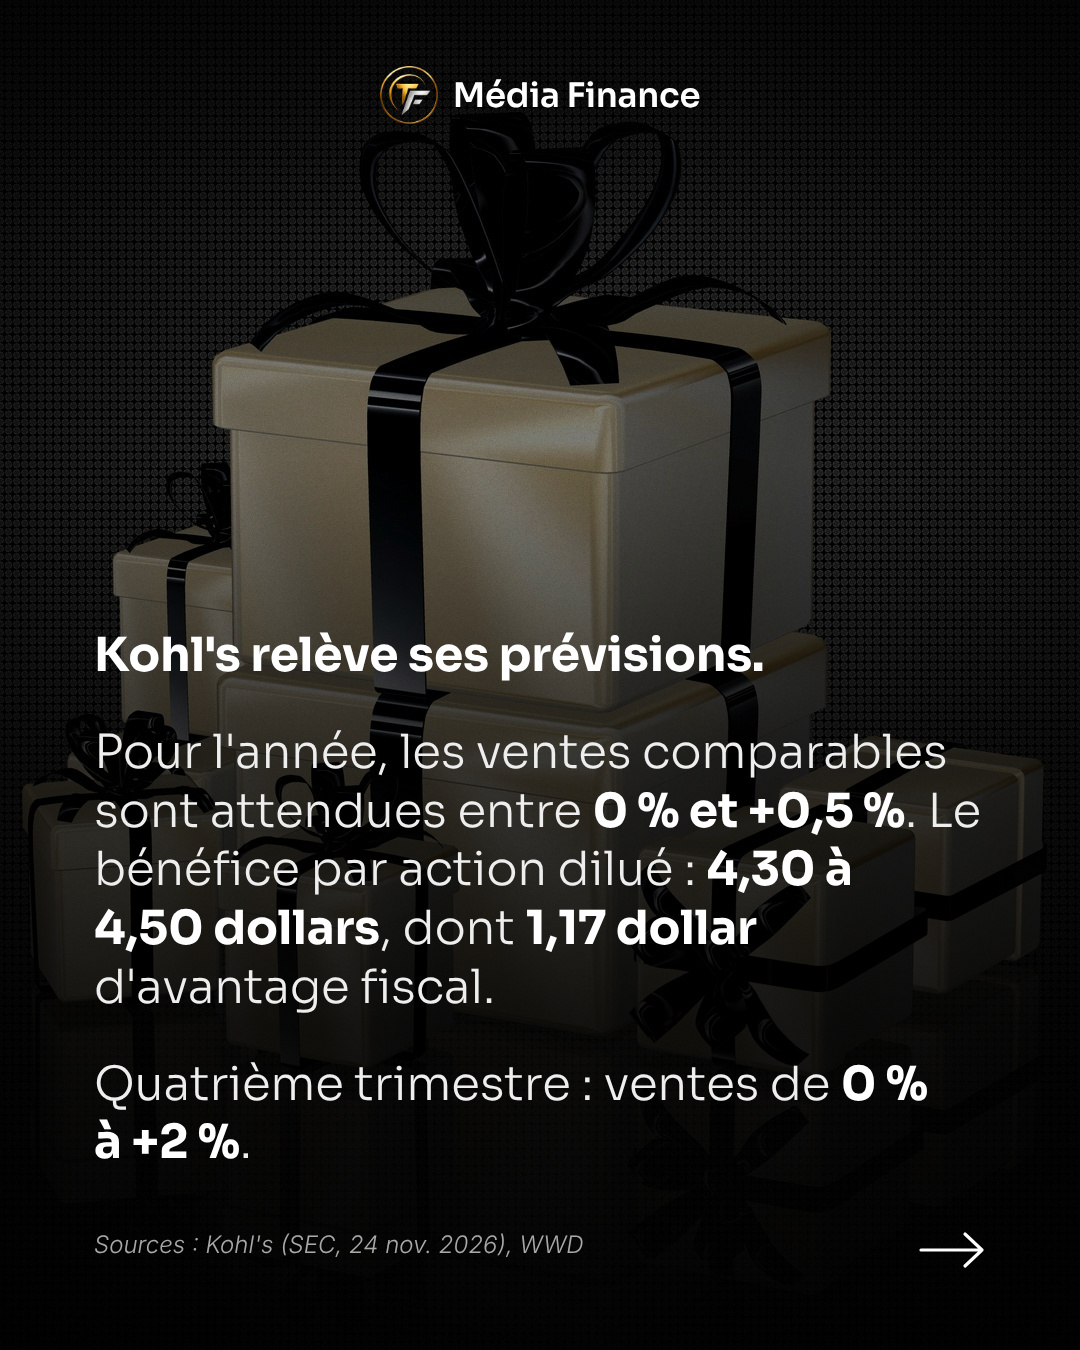 TF Média Finance
Kohl's relève ses prévisions.
Pour l'année, les ventes comparables
sont attendues entre 0 % et +0,5 %. Le
bénéfice par action dilué : 4,30 à
4,50 dollars, dont 1,17 dollar
d'avantage fiscal.
Quatrième trimestre : ventes de 0 %
à +2 %.
Sources : Kohl's (SEC, 24 nov. 2026), WWD